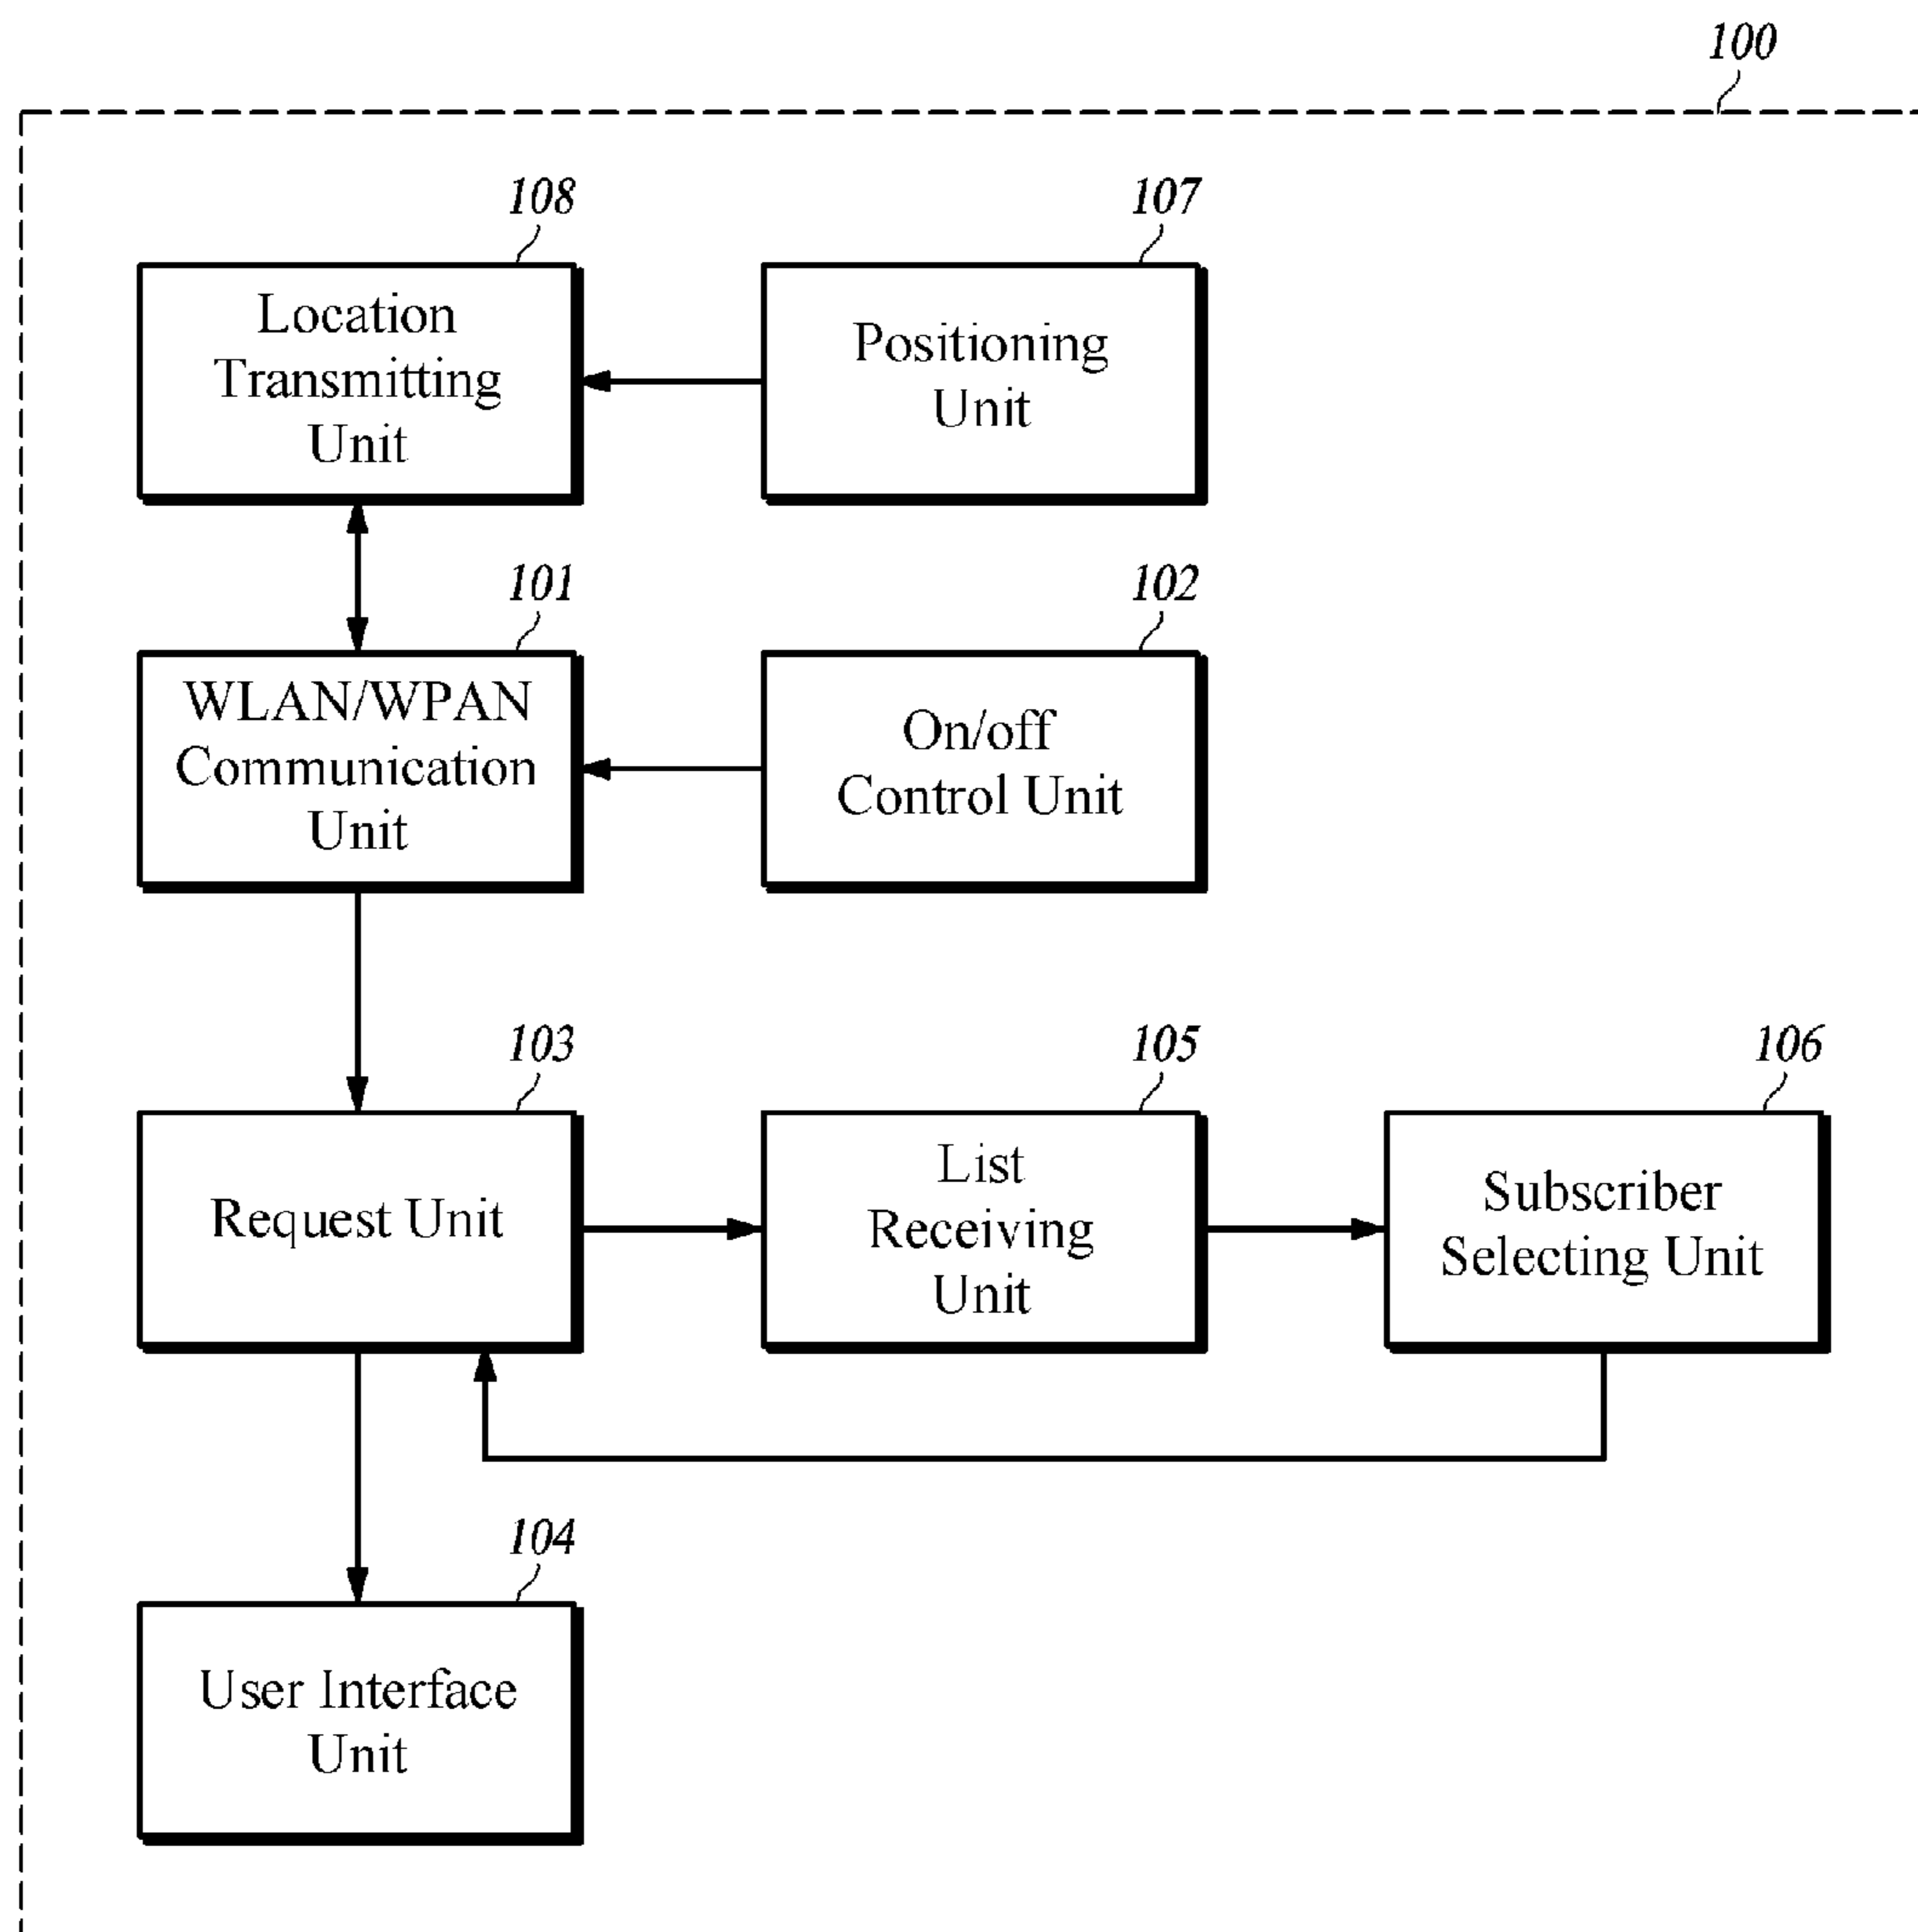 100
108
Location
Transmitting
Unit
107
Positioning
Unit
101
WLAN/WPAN
Communication
Unit
102
On/off
Control Unit
103
Request Unit
105
List
Receiving
Unit
106
Subscriber
Selecting Unit
104
User Interface
Unit